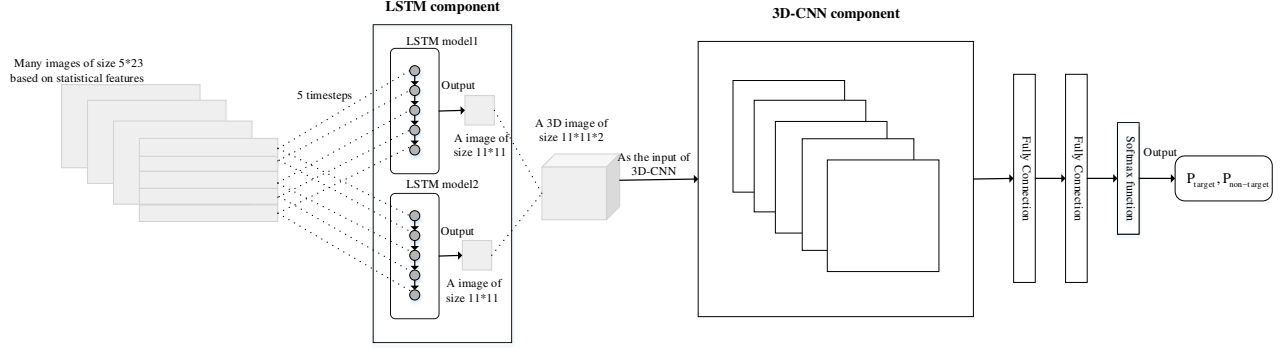 LSTM component
3D-CNN component
Many images of size 5*23
based on statistical features
5 timesteps
LSTM model1
Output
A image of
size 11*11
LSTM model2
Output
A image of
size 11*11
A 3D image of
size 11*11*2
As the input of
3D-CNN
Fully Connection
Fully Connection
Softmax function
Output
P_target, P_non-target